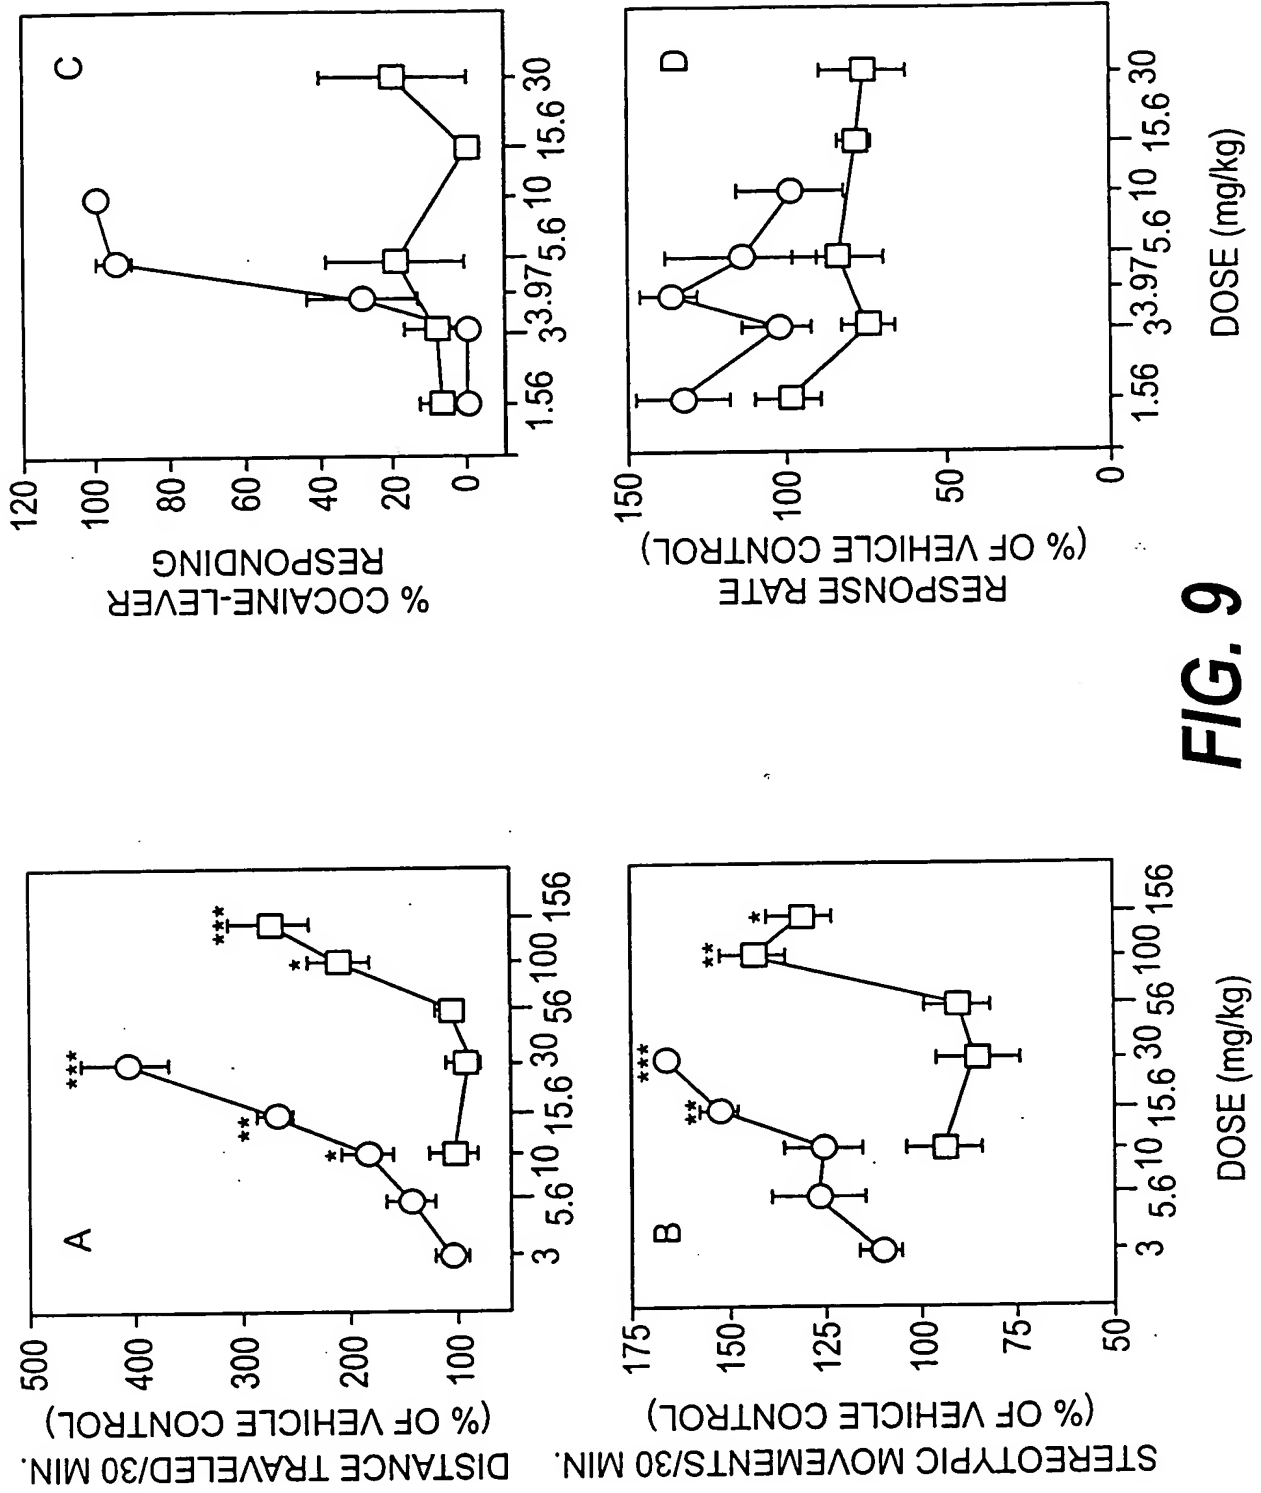 A
DISTANCE TRAVELED/30 MIN.
(% OF VEHICLE CONTROL)
500
400
300
200
100
*
**
***
*
***
3 5.6 10 15.6 30 56 100 156
B
STEREOTYPIC MOVEMENTS/30 MIN.
(% OF VEHICLE CONTROL)
175
150
125
100
75
50
**
***
**
*
3 5.6 10 15.6 30 56 100 156
DOSE (mg/kg)
C
% COCAINE-LEVER
RESPONDING
120
100
80
60
40
20
0
1.56 3 3.97 5.6 10 15.6 30
D
RESPONSE RATE
(% OF VEHICLE CONTROL)
150
100
50
0
1.56 3 3.97 5.6 10 15.6 30
DOSE (mg/kg)
FIG. 9